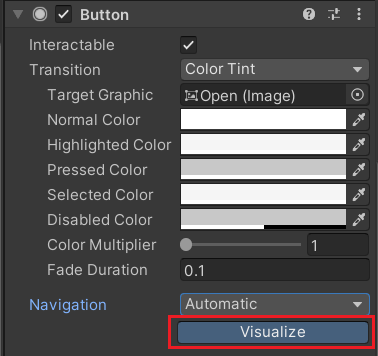 Button
Interactable
Transition Color Tint
Target Graphic Open (Image)
Normal Color
Highlighted Color
Pressed Color
Selected Color
Disabled Color
Color Multiplier 1
Fade Duration 0.1
Navigation Automatic
Visualize